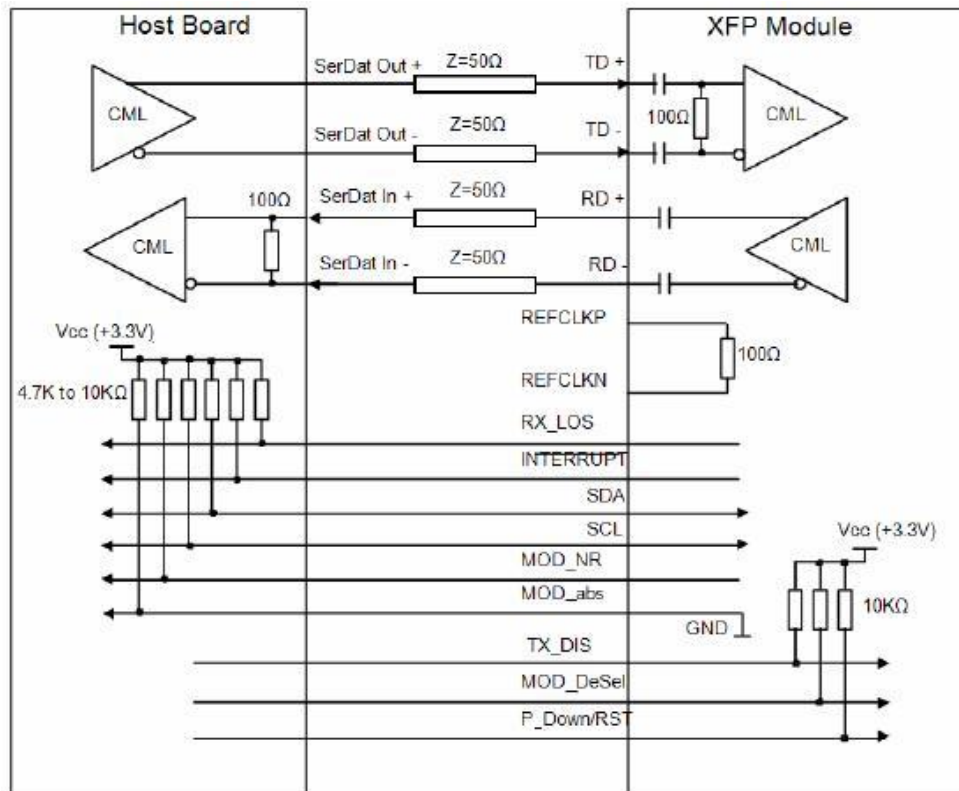 Host Board
XFP Module
SerDat Out +
Z=50Ω
TD +
CML
100Ω
CML
SerDat Out -
Z=50Ω
TD -
100Ω
SerDat In +
Z=50Ω
RD +
CML
CML
SerDat In -
Z=50Ω
RD -
REFCLKP
Vcc (+3.3V)
100Ω
REFCLKN
4.7K to 10KΩ
RX_LOS
INTERRUPT
SDA
SCL
Vcc (+3.3V)
MOD_NR
MOD_abs
10KΩ
GND
TX_DIS
MOD_DeSel
P_Down/RST